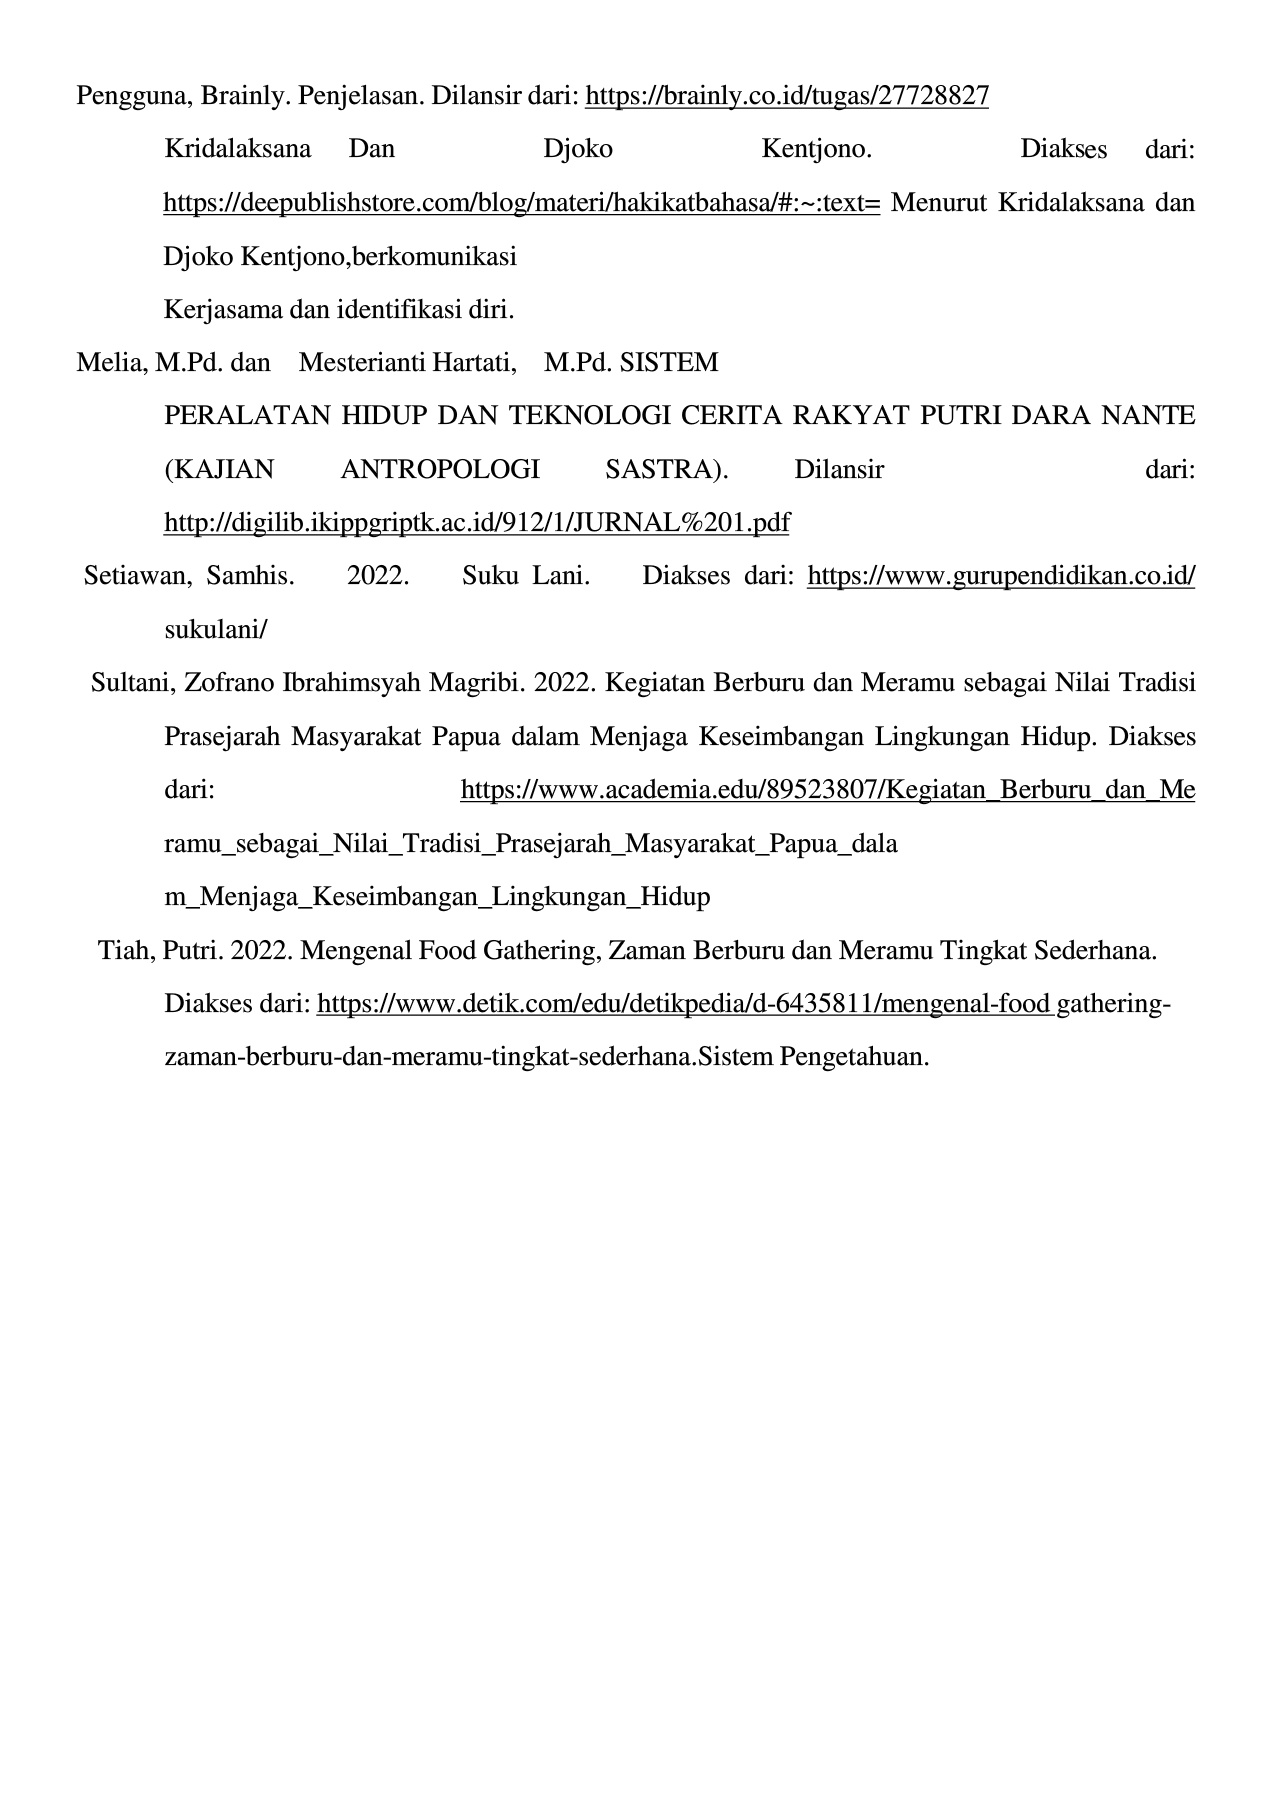 Pengguna, Brainly. Penjelasan. Dilansir dari: https://brainly.co.id/tugas/27728827
Kridalaksana Dan Djoko Kentjono. Diakses dari:
https://deepublishstore.com/blog/materi/hakikatbahasa/#:~:text= Menurut Kridalaksana dan
Djoko Kentjono,berkomunikasi
Kerjasama dan identifikasi diri.
Melia, M.Pd. dan Mesterianti Hartati, M.Pd. SISTEM
PERALATAN HIDUP DAN TEKNOLOGI CERITA RAKYAT PUTRI DARA NANTE
(KAJIAN ANTROPOLOGI SASTRA). Dilansir dari:
http://digilib.ikippgriptk.ac.id/912/1/JURNAL%201.pdf
Setiawan, Samhis. 2022. Suku Lani. Diakses dari: https://www.gurupendidikan.co.id/
sukulani/
Sultani, Zofrano Ibrahimsyah Magribi. 2022. Kegiatan Berburu dan Meramu sebagai Nilai Tradisi
Prasejarah Masyarakat Papua dalam Menjaga Keseimbangan Lingkungan Hidup. Diakses
dari: https://www.academia.edu/89523807/Kegiatan_Berburu_dan_Me
ramu_sebagai_Nilai_Tradisi_Prasejarah_Masyarakat_Papua_dala
m_Menjaga_Keseimbangan_Lingkungan_Hidup
Tiah, Putri. 2022. Mengenal Food Gathering, Zaman Berburu dan Meramu Tingkat Sederhana.
Diakses dari: https://www.detik.com/edu/detikpedia/d-6435811/mengenal-food gathering-
zaman-berburu-dan-meramu-tingkat-sederhana.Sistem Pengetahuan.